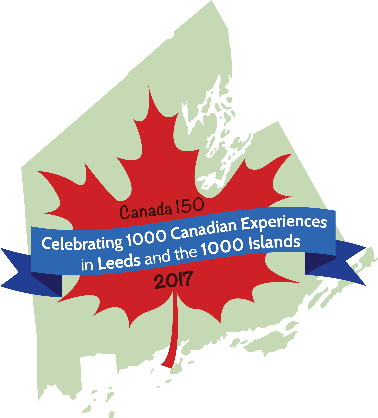 Canada 150
Celebrating 1000 Canadian Experiences
in Leeds and the 1000 Islands
2017